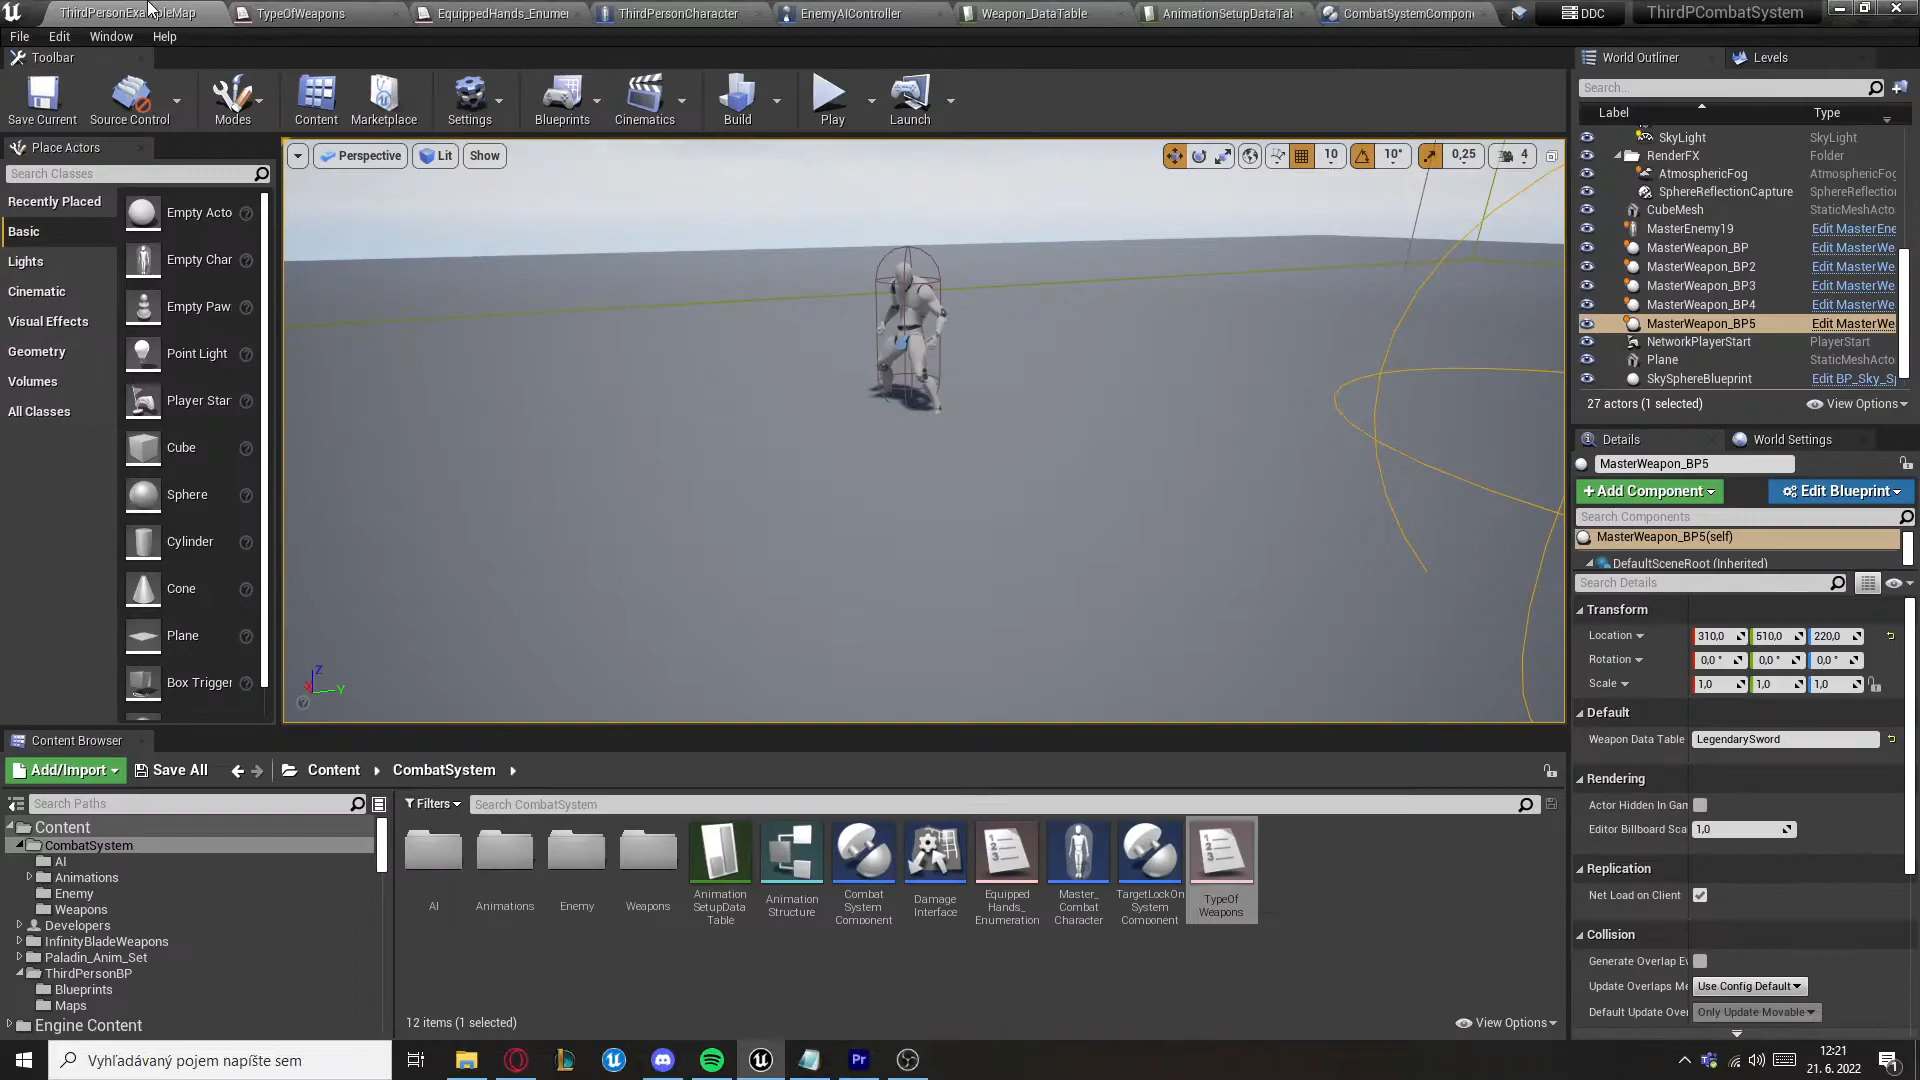 ThirdPersonExampleMap
TypeOfWeapons
EquippedHands_Enumer
ThirdPersonCharacter
EnemyAIController
Weapon_DataTable
AnimationSetupDataTal
CombatSystemCompon
DDC
ThirdPCombatSystem
File Edit Window Help
Toolbar
Save Current
Source Control
Modes
Content
Marketplace
Settings
Blueprints
Cinematics
Build
Play
Launch
Place Actors
Search Classes
Recently Placed
Basic
Lights
Cinematic
Visual Effects
Geometry
Volumes
All Classes
Empty Acto
Empty Char
Empty Paw
Point Light
Player Star
Cube
Sphere
Cylinder
Cone
Plane
Box Trigger
Perspective
Lit
Show
10
10°
0,25
4
Z
X
Y
World Outliner
Levels
Search...
Label Type
SkyLight SkyLight
RenderFX Folder
AtmosphericFog AtmosphericFog
SphereReflectionCapture SphereReflection
CubeMesh StaticMeshActo
MasterEnemy19 Edit MasterEne
MasterWeapon_BP Edit MasterWe
MasterWeapon_BP2 Edit MasterWe
MasterWeapon_BP3 Edit MasterWe
MasterWeapon_BP4 Edit MasterWe
MasterWeapon_BP5 Edit MasterWe
NetworkPlayerStart PlayerStart
Plane StaticMeshActo
SkySphereBlueprint Edit BP_Sky_Sp
27 actors (1 selected)
View Options
Details
World Settings
MasterWeapon_BP5
+Add Component
Edit Blueprint
Search Components
MasterWeapon_BP5(self)
DefaultSceneRoot (Inherited)
Search Details
Transform
Location 310,0 510,0 220,0
Rotation 0,0 ° 0,0 ° 0,0 °
Scale 1,0 1,0 1,0
Default
Weapon Data Table LegendarySword
Rendering
Actor Hidden In Gam
Editor Billboard Sca 1,0
Replication
Net Load on Client
Collision
Generate Overlap Ev
Update Overlaps Me Use Config Default
Default Update Over Only Update Movable
Content Browser
Add/Import
Save All
Content
CombatSystem
Search Paths
Filters
Search CombatSystem
Content
CombatSystem
AI
Animations
Enemy
Weapons
Developers
InfinityBladeWeapons
Paladin_Anim_Set
ThirdPersonBP
Blueprints
Maps
Engine Content
AI
Animations
Enemy
Weapons
Animation
SetupData
Table
Animation
Structure
Combat
System
Component
Damage
Interface
Equipped
Hands_
Enumeration
Master_
Combat
Character
TargetLockOn
System
Component
TypeOf
Weapons
12 items (1 selected)
View Options
Vyhľadávaný pojem napíšte sem
Pr
12:21
21. 6. 2022
1